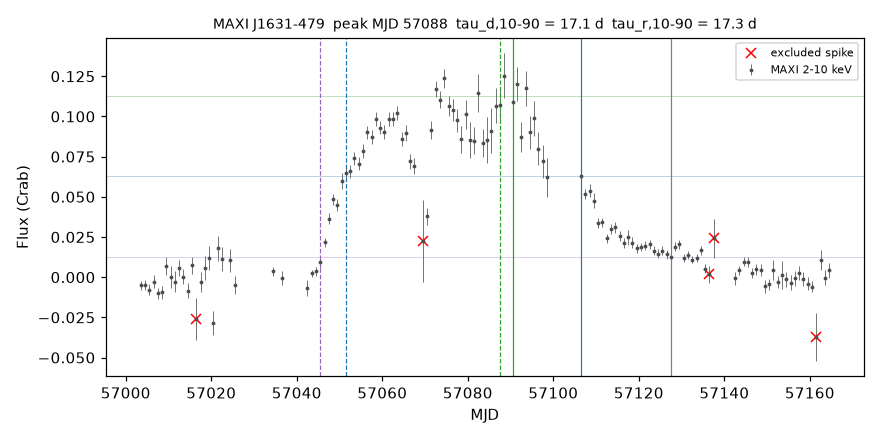 MAXI J1631-479  peak MJD 57088  tau_d,10-90 = 17.1 d  tau_r,10-90 = 17.3 d
excluded spike
MAXI 2-10 keV
Flux (Crab)
0.125
0.100
0.075
0.050
0.025
0.000
−0.025
−0.050
57000 57020 57040 57060 57080 57100 57120 57140 57160
MJD